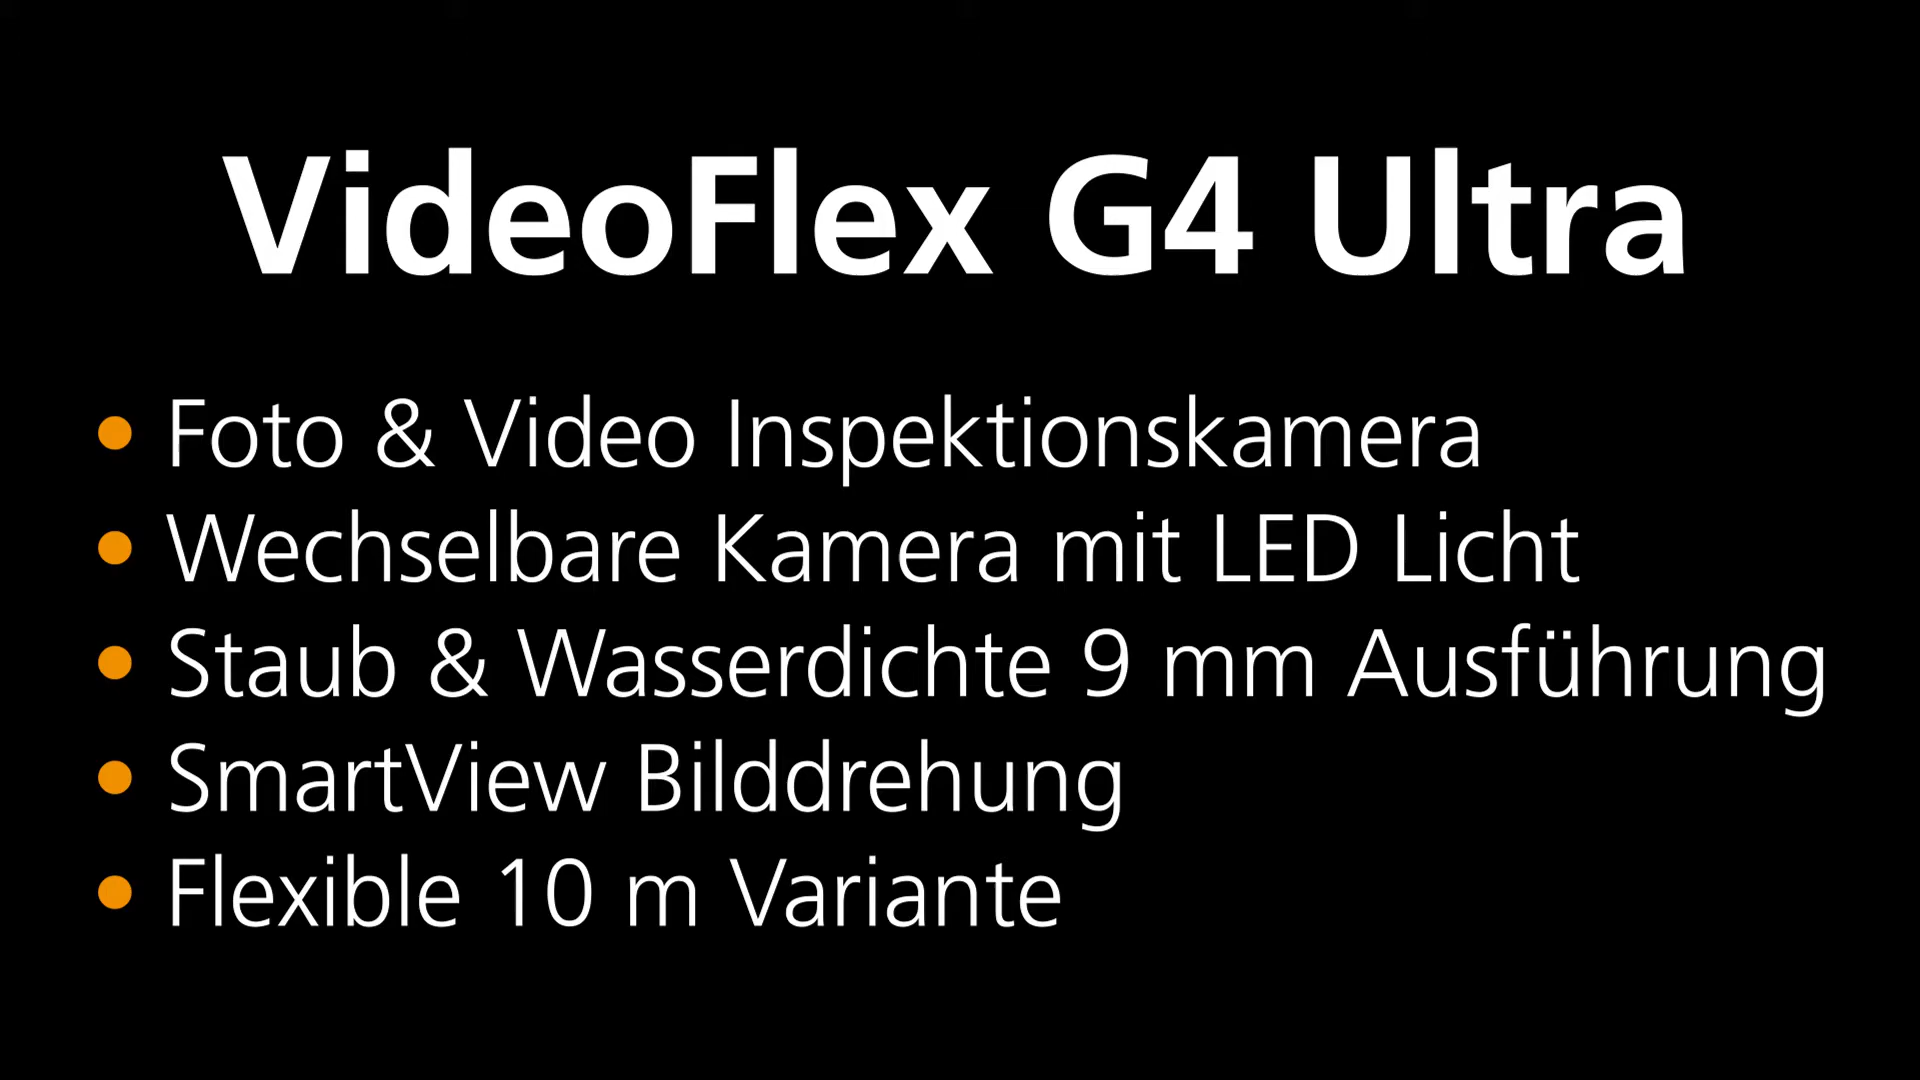 VideoFlex G4 Ultra
• Foto & Video Inspektionskamera
• Wechselbare Kamera mit LED Licht
• Staub & Wasserdichte 9 mm Ausführung
• SmartView Bilddrehung
• Flexible 10 m Variante